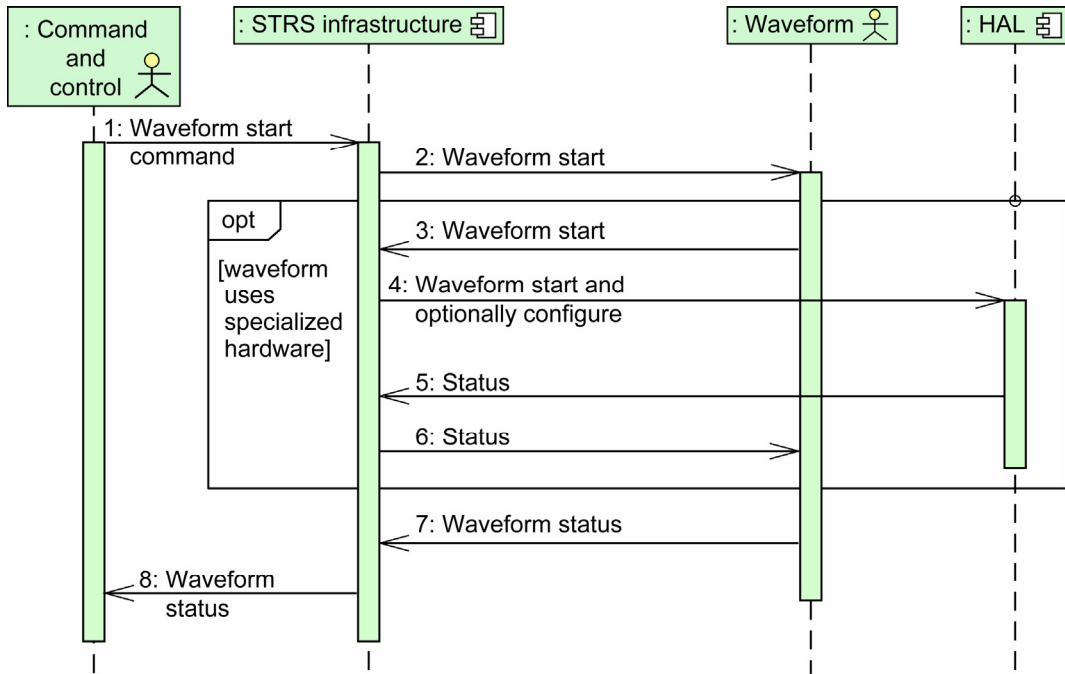 : Command
and
control
: STRS infrastructure
: Waveform
: HAL
1: Waveform start
command
2: Waveform start
opt
3: Waveform start
[waveform
uses
specialized
hardware]
4: Waveform start and
optionally configure
5: Status
6: Status
7: Waveform status
8: Waveform
status